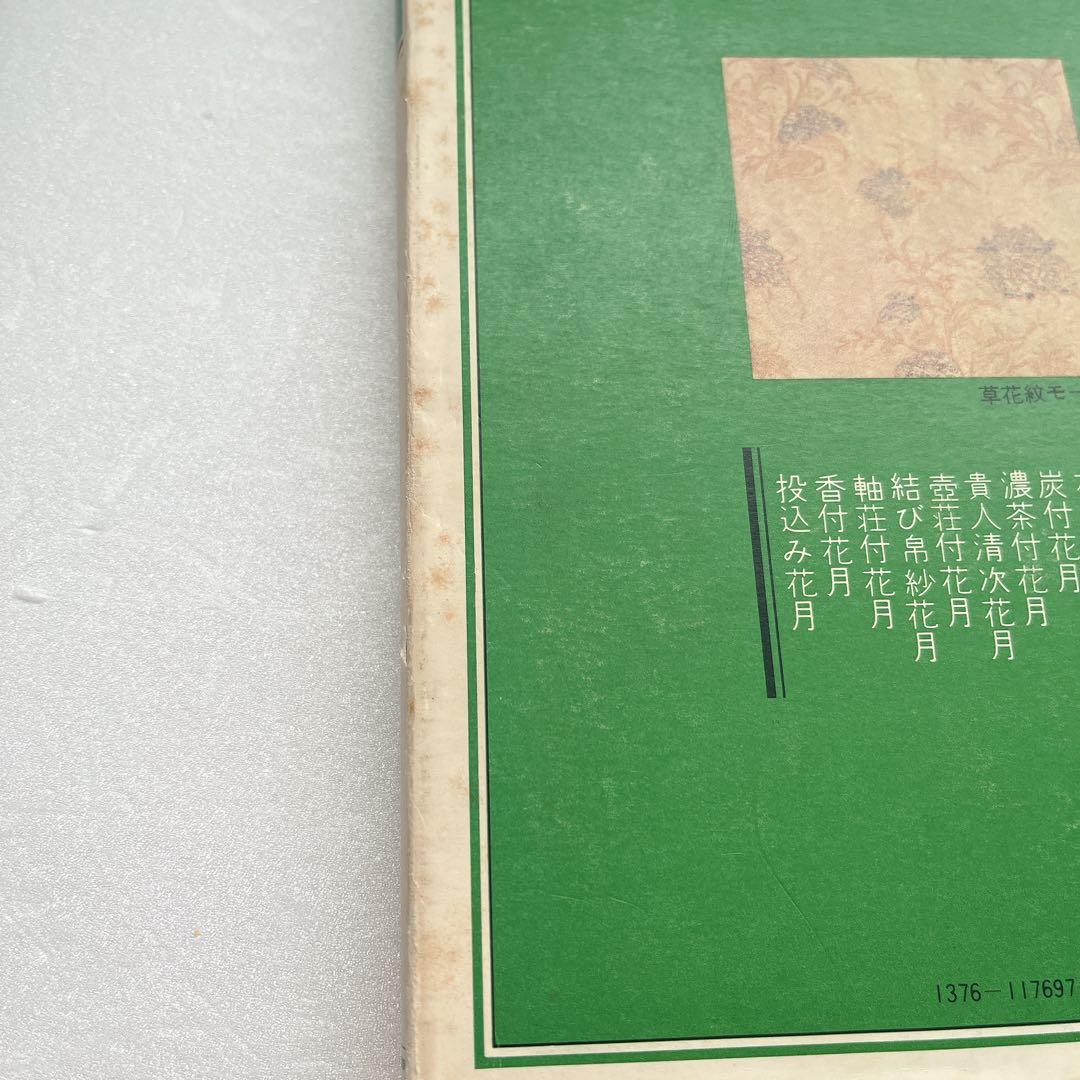 草花紋モー
炭付花月
濃茶付花月
貴人清次花月
壺荘付花月
結び帛紗花月
軸荘付花月
香付花月
投込み花月
1376-117697